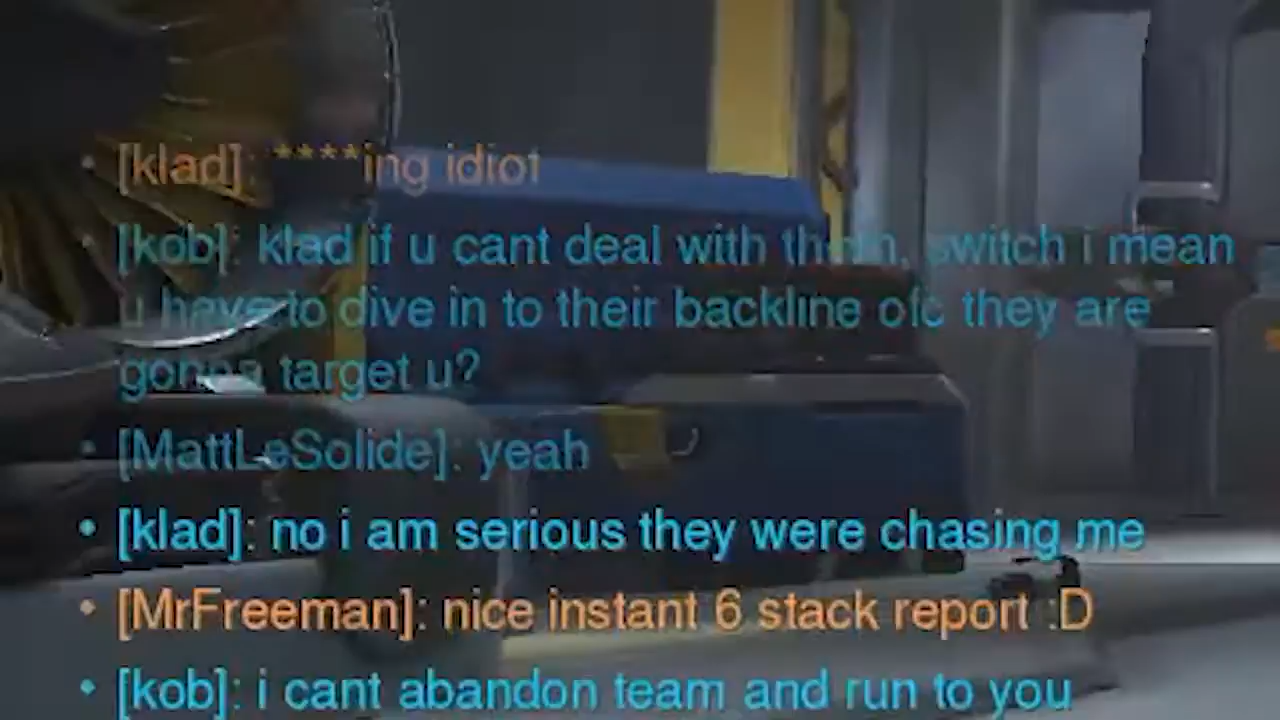 [klad]: ****ing idiot
[kob]: klad if u cant deal with them, switch i mean
u have to dive in to their backline ofc they are
gonna target u?
[MattLeSolide]: yeah
[klad]: no i am serious they were chasing me
[MrFreeman]: nice instant 6 stack report :D
[kob]: i cant abandon team and run to you